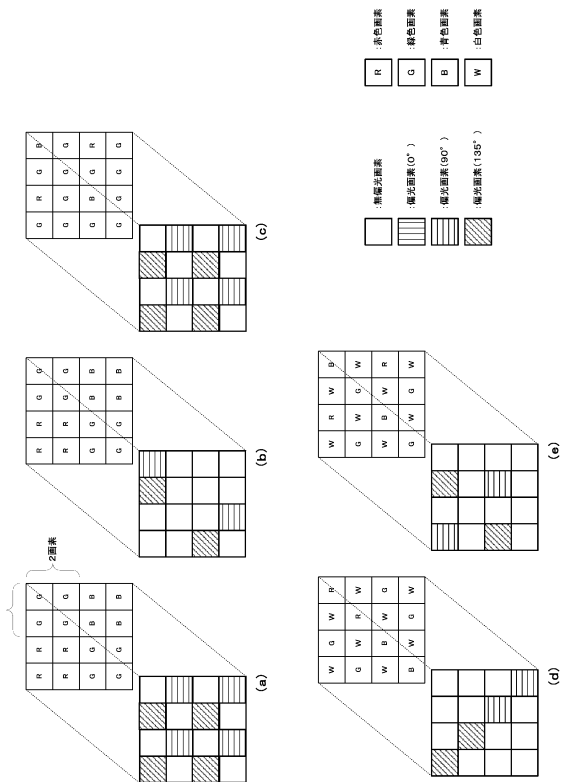 2画素
G G R R
G G R R
B B G G
B B G G
(a)
G G R R
G G R R
B B G G
B B G G
(b)
G G G G
G B G R
G G G G
G R G B
(c)
B W G W
W B W G
G W R W
W G W R
(d)
G W G W
W B W R
G W G W
W R W B
(e)
:無偏光画素
:偏光画素(0°)
:偏光画素(90°)
:偏光画素(135°)
R :赤色画素
G :緑色画素
B :青色画素
W :白色画素